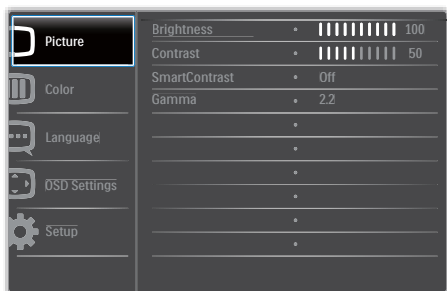 Picture
Color
Language
OSD Settings
Setup
Brightness 100
Contrast 50
SmartContrast Off
Gamma 2.2